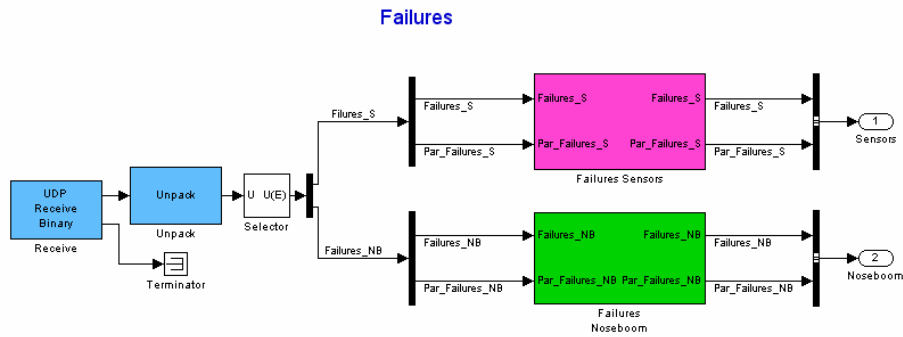 Failures
Filures_S
Failures_S
Par_Failures_S
Failures_S
Par_Failures_S
Failures_S
Par_Failures_S
Failures Sensors
Failures_S
Par_Failures_S
1
Sensors
UDP
Receive
Binary
Receive
Unpack
Unpack
U U(E)
Selector
Terminator
Failures_NB
Failures_NB
Par_Failures_NB
Failures_NB
Par_Failures_NB
Failures_NB
Par_Failures_NB
Failures
Noseboom
Failures_NB
Par_Failures_NB
2
Noseboom